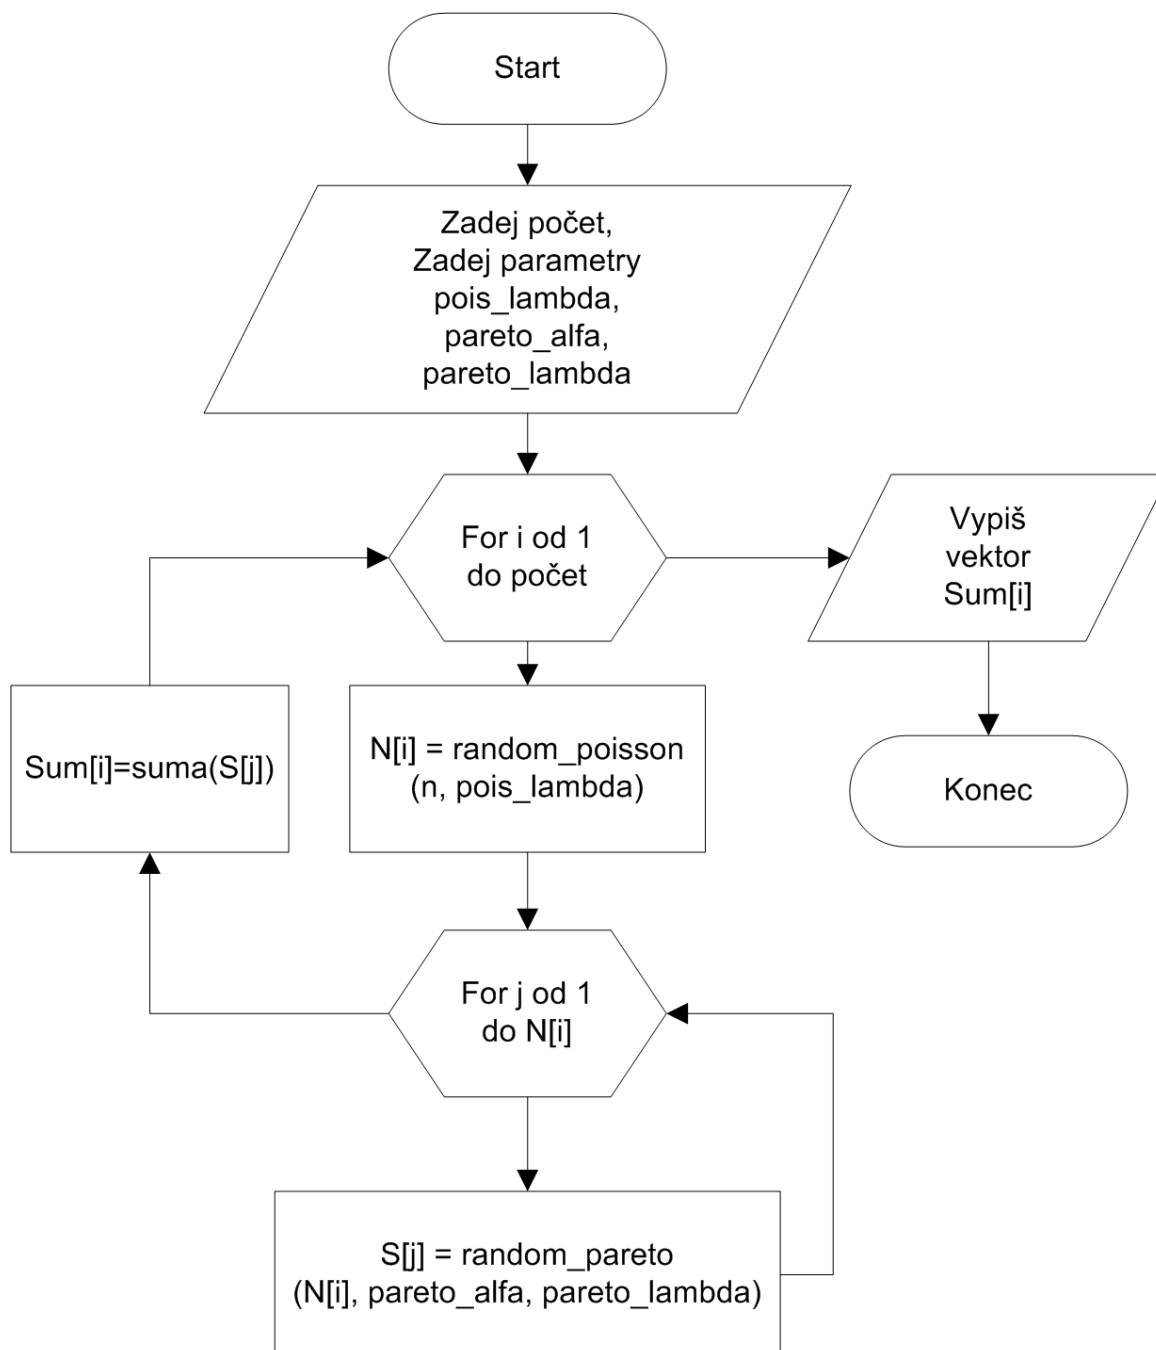 Start
Zadej počet,
Zadej parametry
pois_lambda,
pareto_alfa,
pareto_lambda
For i od 1
do počet
Vypiš
vektor
Sum[i]
Sum[i]=suma(S[j])
N[i] = random_poisson
(n, pois_lambda)
Konec
For j od 1
do N[i]
S[j] = random_pareto
(N[i], pareto_alfa, pareto_lambda)